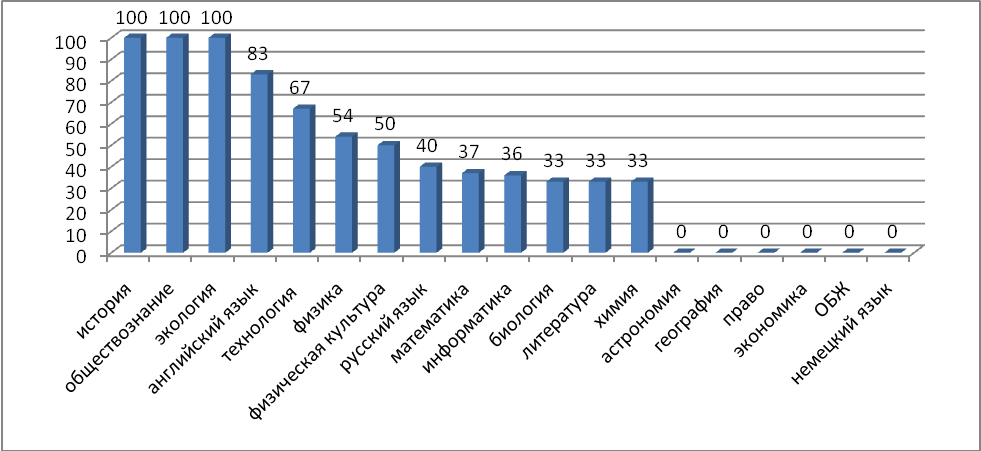 100 100 100
83
67
54
50
40
37
36
33
33
33
0
0
0
0
0
0
100
90
80
70
60
50
40
30
20
10
0
история
обществознание
экология
английский язык
технология
физика
физическая культура
русский язык
математика
информатика
биология
литература
химия
астрономия
география
право
экономика
ОБЖ
немецкий язык